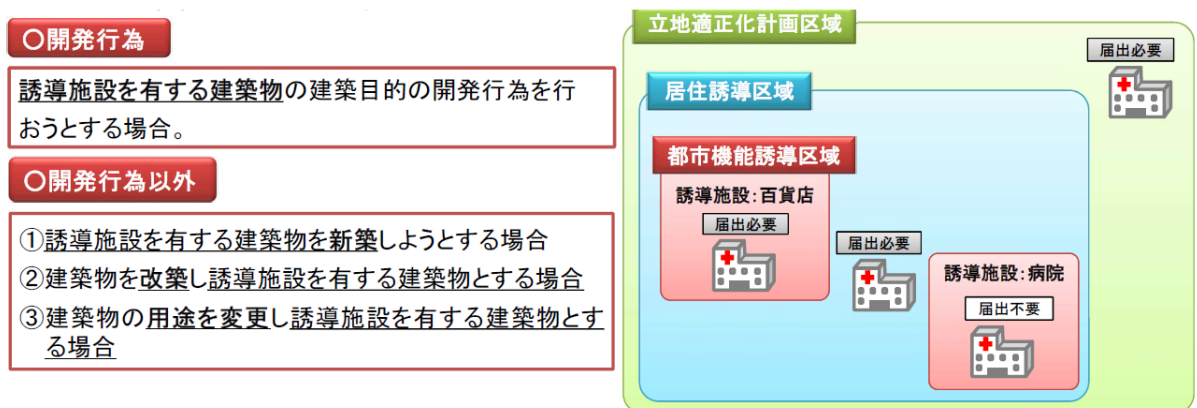 〇開発行為
誘導施設を有する建築物の建築目的の開発行為を行
おうとする場合。
〇開発行為以外
①誘導施設を有する建築物を新築しようとする場合
②建築物を改築し誘導施設を有する建築物とする場合
③建築物の用途を変更し誘導施設を有する建築物とす
る場合
立地適正化計画区域
届出必要
居住誘導区域
都市機能誘導区域
誘導施設：百貨店
届出必要
届出必要
誘導施設：病院
届出不要